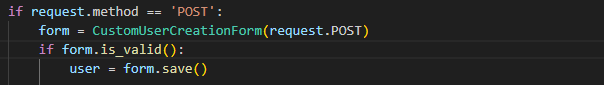 if request.method == 'POST':
    form = CustomUserCreationForm(request.POST)
    if form.is_valid():
        user = form.save()